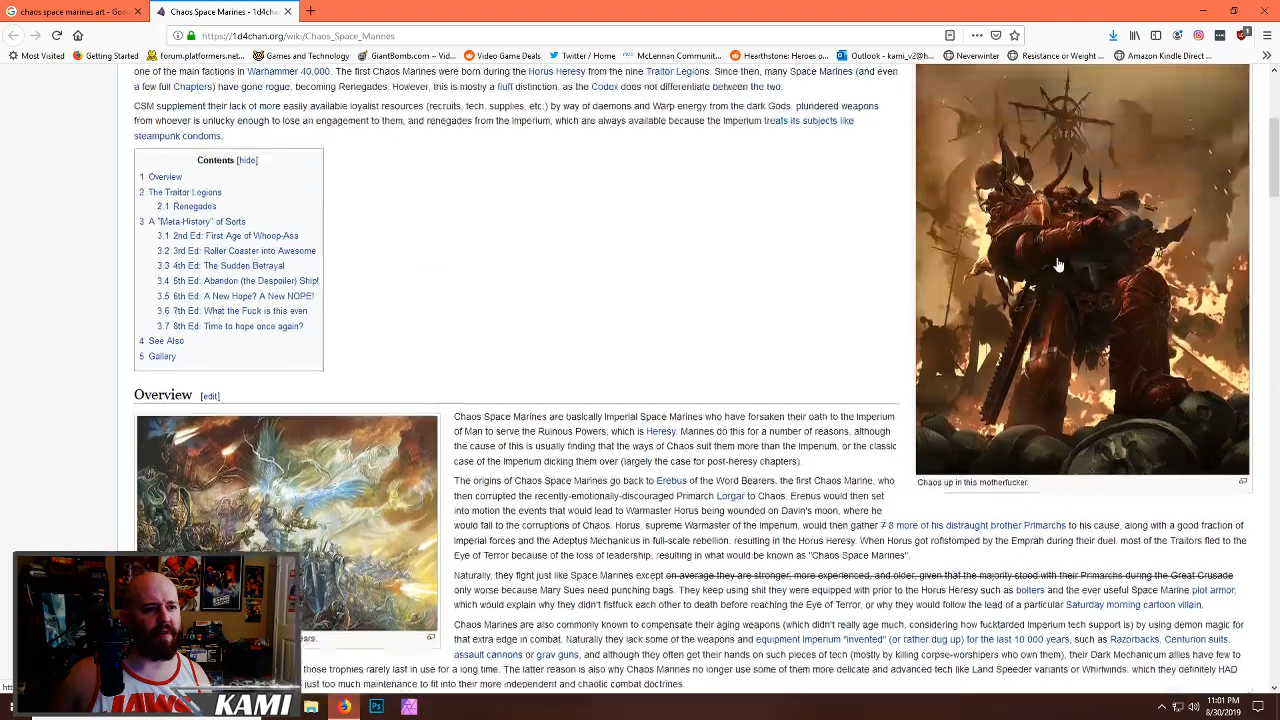 chaos space marines art - Goo
Chaos Space Marines - 1d4chan
https://1d4chan.org/wiki/Chaos_Space_Marines
Most Visited
Getting Started
forum.platformers.net...
Tech and Technology
GiantBomb.com - Vid...
Video Game Deals
Twitter / Home
McLennan Communit...
Hearthstone: Heroes ...
Outlook - kami_v2@h...
Neverwinter
Resistance or Weight ...
Amazon Kindle Direct ...
one of the main factions in Warhammer 40,000. The first Chaos Marines were born during the Horus Heresy from the nine Traitor Legions. Since then, many Space Marines (and even
a few full Chapters) have gone rogue, becoming Renegades. However, this is mostly a fluff distinction, as the Codex does not differentiate between the two.
CSM supplement their lack of more easily available loyalist resources (recruits, tech, supplies, etc.) by way of daemons and Warp energy from the dark Gods, plundered weapons
from whoever is unlucky enough to lose an engagement to them, and renegades from the Imperium, which are always available because the Imperium treats its subjects like
steampunk condoms.
Contents [hide]
1 Overview
2 The Traitor Legions
2.1 Renegades
3 A "Meta-History" of Sorts
3.1 2nd Ed: First Age of Whoop-Ass
3.2 3rd Ed: Roller Coaster into Awesome
3.3 4th Ed: The Sudden Betrayal
3.4 5th Ed: Abandon (the Despoiler) Ship!
3.5 6th Ed: A New Hope? A New NOPE!
3.6 7th Ed: What the Fuck is this even
3.7 8th Ed: Time to hope once again?
4 See Also
5 Gallery
Chaos up in this motherfucker.
Overview [edit]
Chaos Space Marines are basically Imperial Space Marines who have forsaken their oath to the Imperium
of Man to serve the Ruinous Powers, which is Heresy. Marines do this for a number of reasons, although
the cause of this is usually finding that the ways of Chaos suit them more than the Imperium, or the classic
case of the Imperium dicking them over (largely the case for post-heresy chapters).
The origins of Chaos Space Marines go back to Erebus of the Word Bearers, the first Chaos Marine, who
then corrupted the recently-emotionally-discouraged Primarch Lorgar to Chaos. Erebus would then set
into motion the events that would lead to Warmaster Horus being wounded on Davin's moon, where he
would fall to the corruptions of Chaos. Horus, supreme Warmaster of the Imperium, would then gather 7 8 more of his distraught brother Primarchs to his cause, along with a good fraction of
Imperial forces and the Adeptus Mechanicus in full-scale rebellion, resulting in the Horus Heresy. When Horus got roflstomped by the Emprah during their duel, most of the Traitors fled to the
Eye of Terror because of the loss of leadership, resulting in what would be known as "Chaos Space Marines".
Naturally, they fight just like Space Marines except on average they are stronger, more experienced, and older, given that the majority stood with their Primarchs during the Great Crusade
only worse because Mary Sues need punching bags. They keep using shit they were equipped with prior to the Horus Heresy such as bolters and the ever useful Space Marine plot armor,
which would explain why they didn't fistfuck each other to death before reaching the Eye of Terror, or why they would follow the lead of a particular Saturday morning cartoon villain.
ears.
Chaos Marines are also commonly known to compensate their aging weapons (which didn't really age much, considering how fucktarded Imperium tech support is) by using demon magic for
that extra edge in combat. Naturally they lack some of the weapons and equipment Imperium "invented" (or rather dug up) for the last 10 000 years, such as Razorbacks, Centurion suits,
assault cannons or grav guns, and although they often get their hands on such pieces of tech (mostly by killing corpse-worshipers who own them), their Dark Mechanicum allies have few to
those trophies rarely last in use for a long time. The latter reason is also why Chaos Marines no longer use some of them more delicate and advanced tech like Land Speeder variants or Whirlwinds, which they definitely HAD
just too much maintenance to fit into their more independent and chaotic combat doctrines.
JAWS
KAMI
11:01 PM
8/30/2019